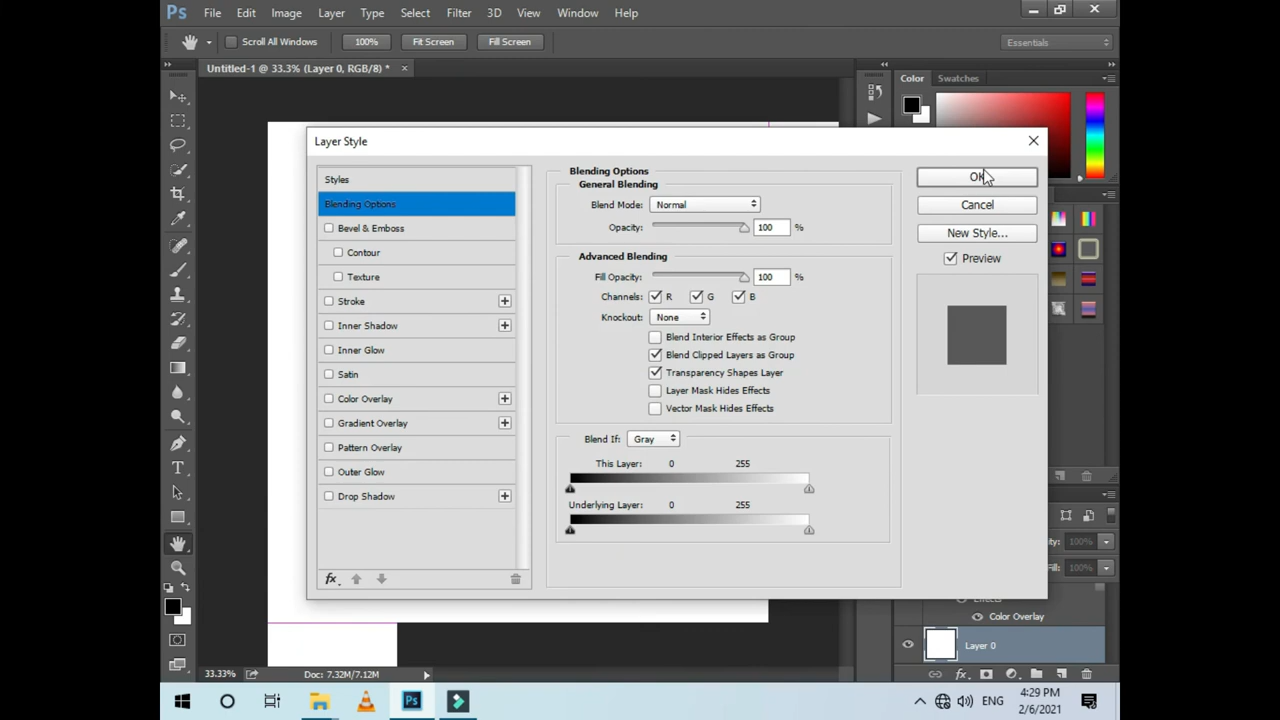 Ps File Edit Image Layer Type Select Filter 3D View Window Help
Scroll All Windows 100% Fit Screen Fill Screen Essentials
Untitled-1 @ 33.3% (Layer 0, RGB/8) *
Color Swatches
Layer Style
Styles
Blending Options
Bevel & Emboss
Contour
Texture
Stroke
Inner Shadow
Inner Glow
Satin
Color Overlay
Gradient Overlay
Pattern Overlay
Outer Glow
Drop Shadow
fx
Blending Options
General Blending
Blend Mode: Normal
Opacity: 100 %
Advanced Blending
Fill Opacity: 100 %
Channels: R G B
Knockout: None
Blend Interior Effects as Group
Blend Clipped Layers as Group
Transparency Shapes Layer
Layer Mask Hides Effects
Vector Mask Hides Effects
Blend If: Gray
This Layer: 0 255
Underlying Layer: 0 255
OK
Cancel
New Style...
Preview
100%
Fill: 100%
Color Overlay
Layer 0
fx
33.33% Doc: 7.32M/7.12M
Ps ENG 4:29 PM
2/6/2021